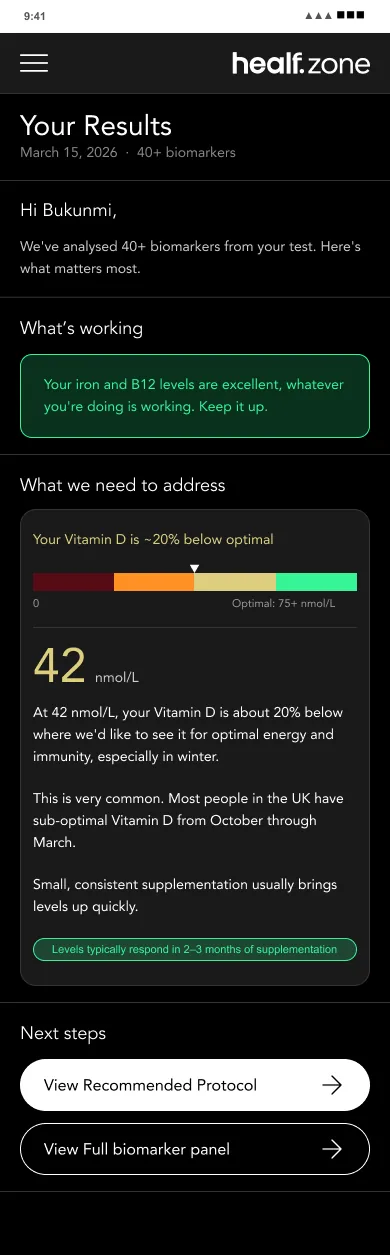 9:41
healf.zone
Your Results
March 15, 2026 · 40+ biomarkers
Hi Bukunmi,
We've analysed 40+ biomarkers from your test. Here's
what matters most.
What's working
Your iron and B12 levels are excellent, whatever
you're doing is working. Keep it up.
What we need to address
Your Vitamin D is ~20% below optimal
0
Optimal: 75+ nmol/L
42 nmol/L
At 42 nmol/L, your Vitamin D is about 20% below
where we'd like to see it for optimal energy and
immunity, especially in winter.
This is very common. Most people in the UK have
sub-optimal Vitamin D from October through
March.
Small, consistent supplementation usually brings
levels up quickly.
Levels typically respond in 2–3 months of supplementation
Next steps
View Recommended Protocol
View Full biomarker panel